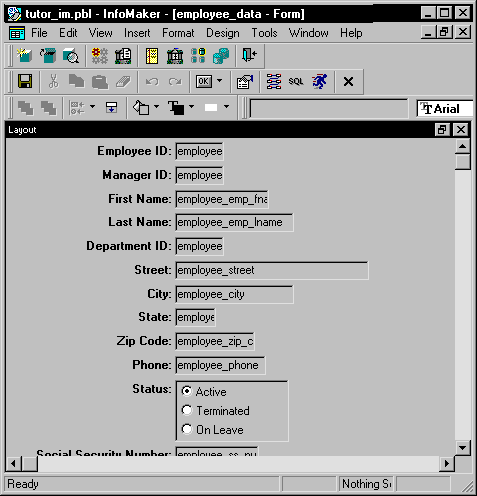 tutor_im.pbl - InfoMaker - [employee_data - Form]
File Edit View Insert Format Design Tools Window Help
OK SQL
Arial
Layout
Employee ID: employee
Manager ID: employee
First Name: employee_emp_fna
Last Name: employee_emp_lname
Department ID: employee
Street: employee_street
City: employee_city
State: employe
Zip Code: employee_zip_c
Phone: employee_phone
Status: Active
Terminated
On Leave
Social Security Number: employee_ss_nu
Ready Nothing S